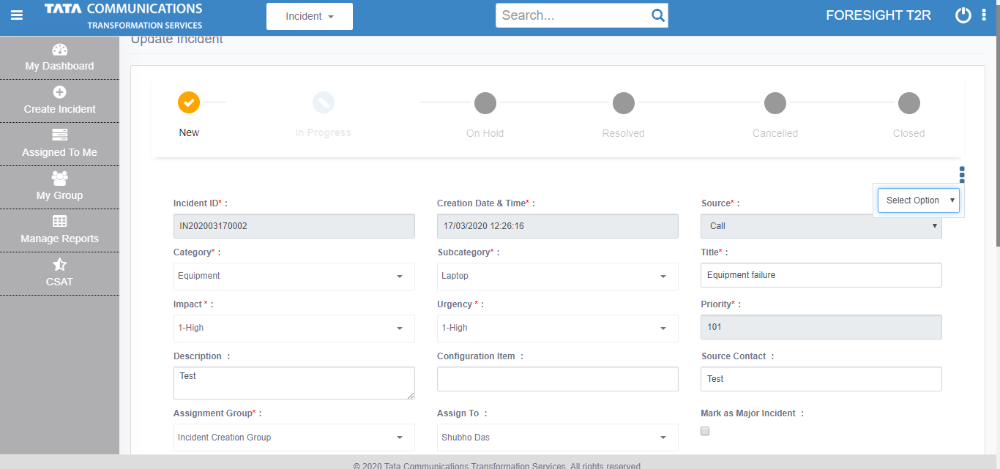 TATA COMMUNICATIONS
TRANSFORMATION SERVICES
Incident
Search...
FORESIGHT T2R
Update Incident
My Dashboard
Create Incident
Assigned To Me
My Group
Manage Reports
CSAT
New
In Progress
On Hold
Resolved
Cancelled
Closed
Select Option
Incident ID* :
Creation Date & Time* :
Source* :
IN202003170002
17/03/2020 12:26:16
Call
Category* :
Subcategory* :
Title* :
Equipment
Laptop
Equipment failure
Impact * :
Urgency * :
Priority* :
1-High
1-High
101
Description :
Configuration Item :
Source Contact :
Test
Test
Assignment Group* :
Assign To :
Mark as Major Incident :
Incident Creation Group
Shubho Das
© 2020 Tata Communications Transformation Services. All rights reserved